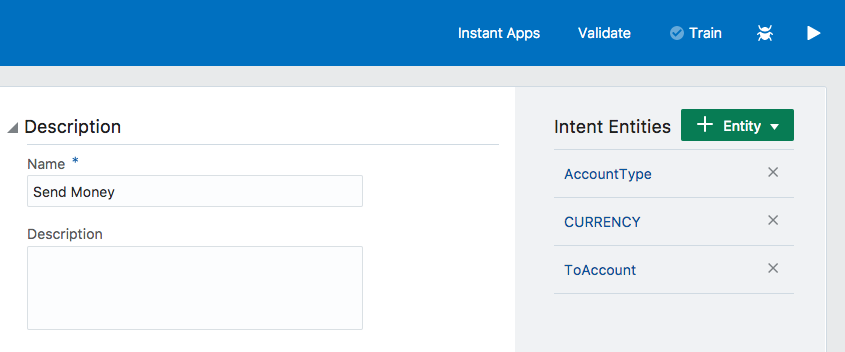 Instant Apps Validate Train
Description
Name *
Send Money
Description
Intent Entities + Entity
AccountType
CURRENCY
ToAccount